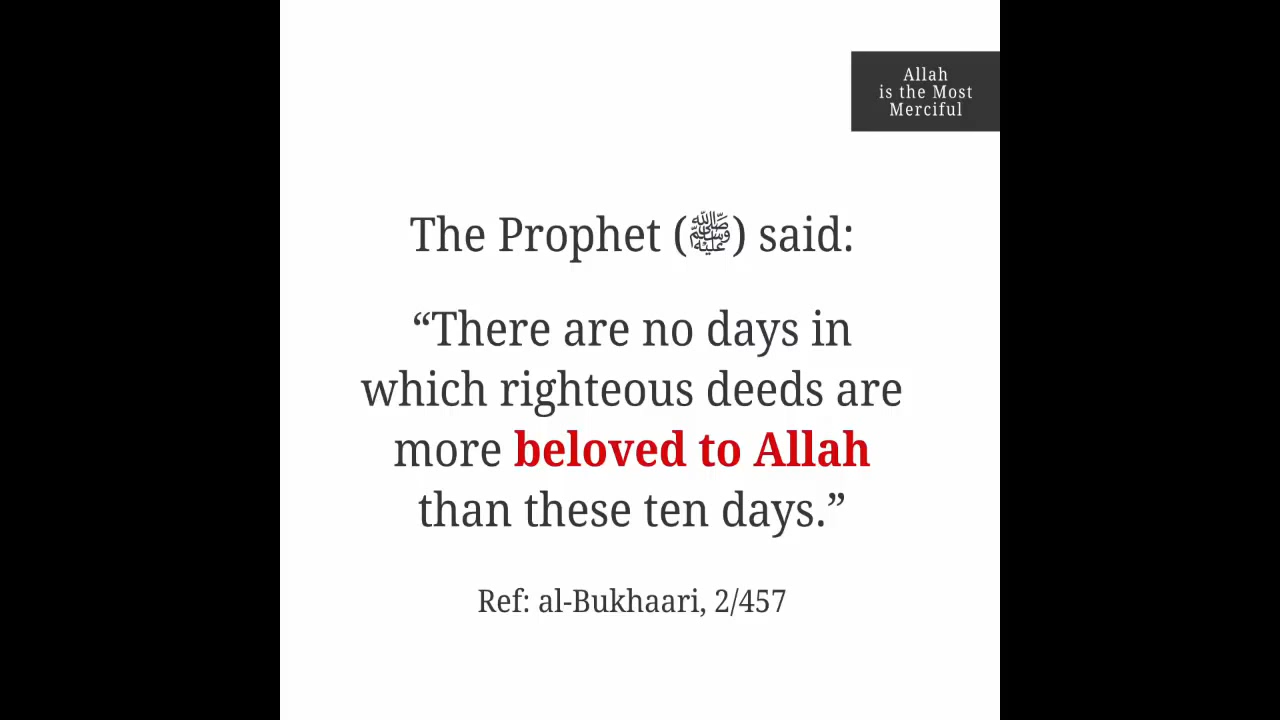 Allah
is the Most
Merciful
The Prophet (ﷺ) said:
“There are no days in
which righteous deeds are
more beloved to Allah
than these ten days.”
Ref: al-Bukhaari, 2/457